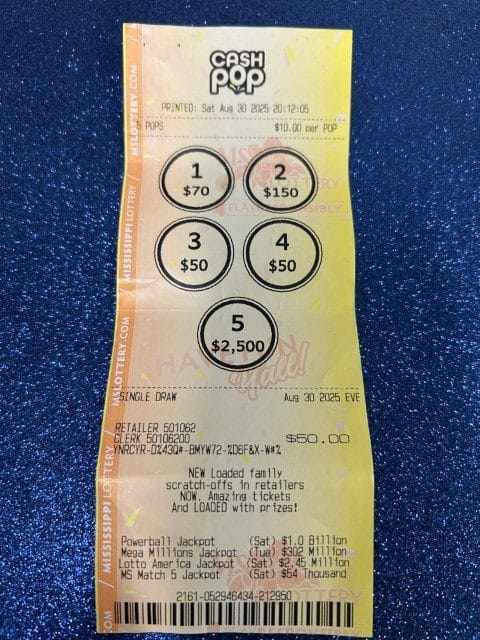 CASH
POP
PRINTED: Sat Aug 30 2025 20:12:05
5 POPS $10.00 per POP
1
$70
2
$150
3
$50
4
$50
5
$2,500
SINGLE DRAW Aug 30 2025 EVE
RETAILER 501062
CLERK 50106200 $50.00
NEW Loaded family
scratch-offs in retailers
NOW. Amazing tickets
And LOADED with prizes!
Powerball Jackpot (Sat) $1.0 Billion
Mega Millions Jackpot (Tue) $302 Million
Lotto America Jackpot (Sat) $2.45 Million
MS Match 5 Jackpot (Sat) $54 Thousand
2161-052946434-212950
MSLOTTERY.COM
MISSISSIPPI LOTTERY
MSLOTTERY.COM
MISSISSIPPI LOTTERY